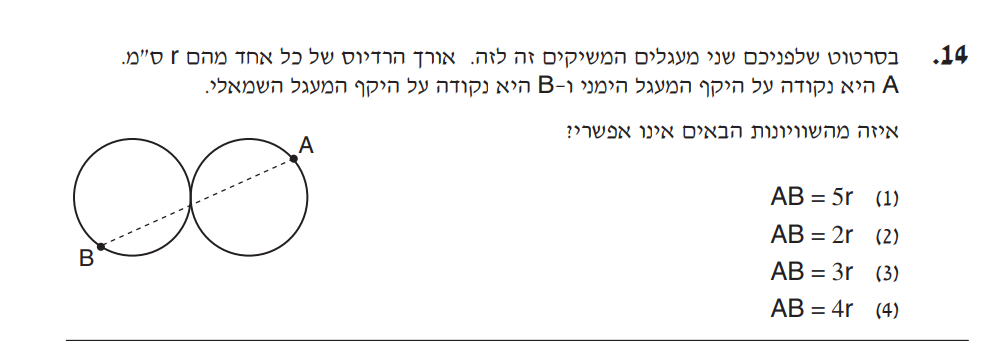 14. בסרטוט שלפניכם שני מעגלים המשיקים זה לזה. אורך הרדיוס של כל אחד מהם r ס"מ.
A היא נקודה על היקף המעגל הימני ו-B היא נקודה על היקף המעגל השמאלי.
איזה מהשוויונות הבאים אינו אפשרי?
A
B
(1) AB = 5r
(2) AB = 2r
(3) AB = 3r
(4) AB = 4r